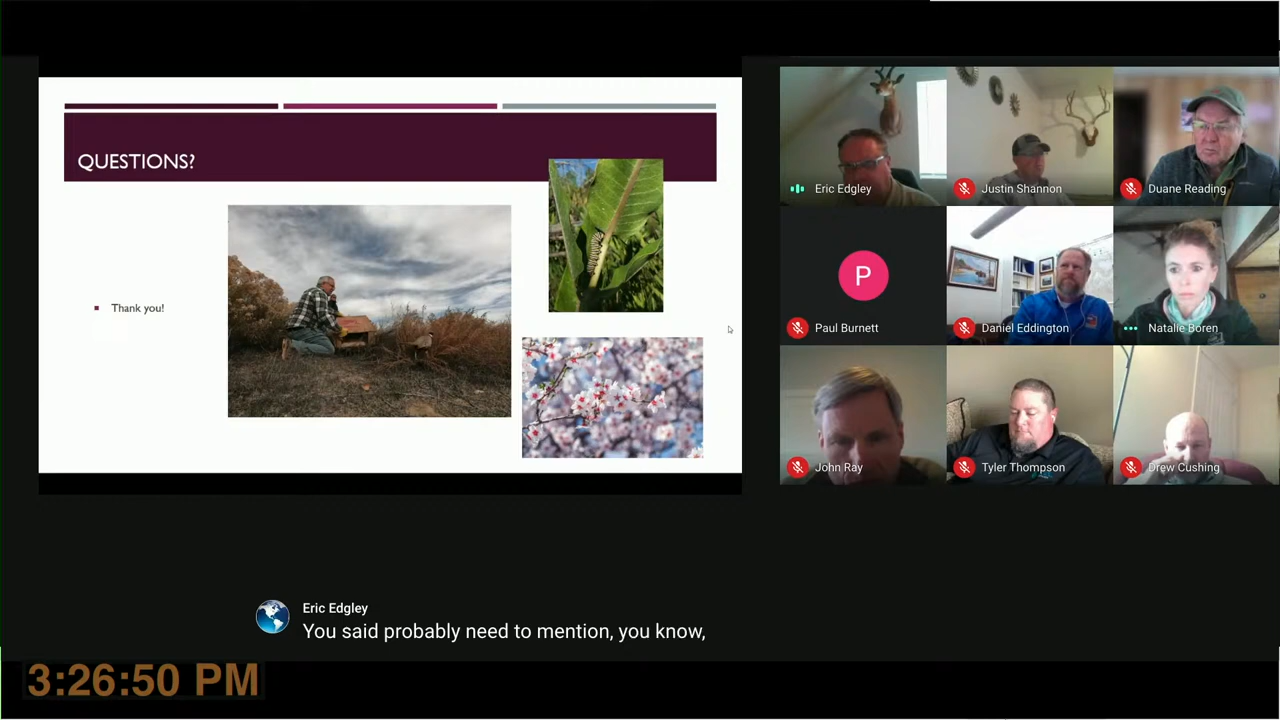 QUESTIONS?
Thank you!
Eric Edgley
Justin Shannon
Duane Reading
P
Paul Burnett
Daniel Eddington
Natalie Boren
John Ray
Tyler Thompson
Drew Cushing
Eric Edgley
You said probably need to mention, you know,
3:26:50 PM